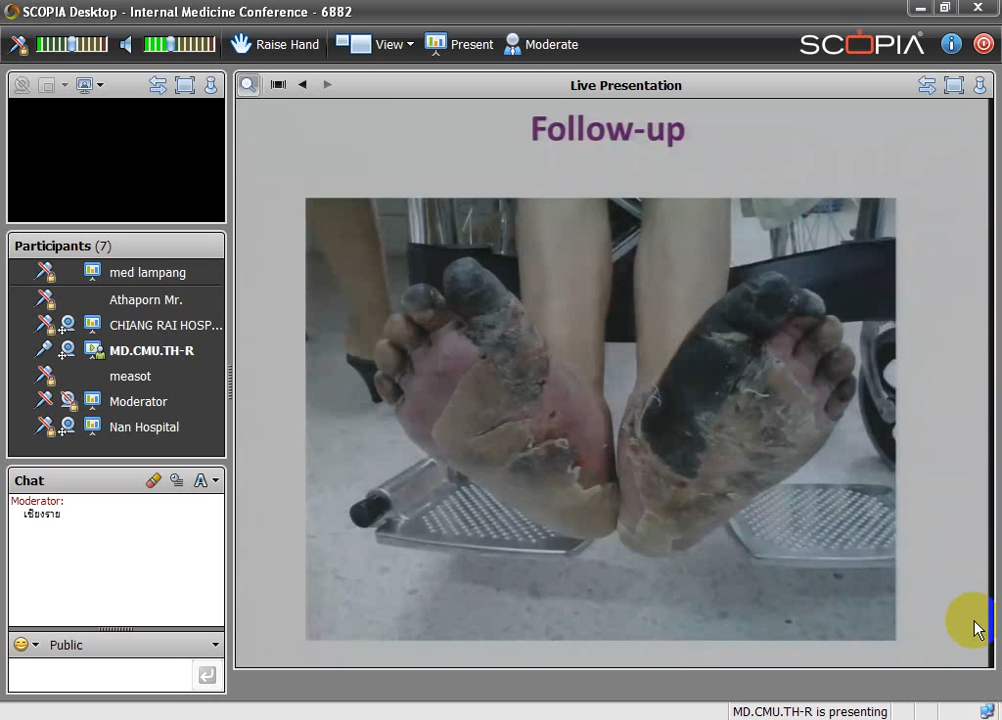 SCOPIA Desktop - Internal Medicine Conference - 6882
Raise Hand
View
Present
Moderate
SCOPIA
Live Presentation
Follow-up
Participants (7)
med lampang
Athaporn Mr.
CHIANG RAI HOSP...
MD.CMU.TH-R
measot
Moderator
Nan Hospital
Chat
A
Moderator:
เชียงราย
Public
MD.CMU.TH-R is presenting